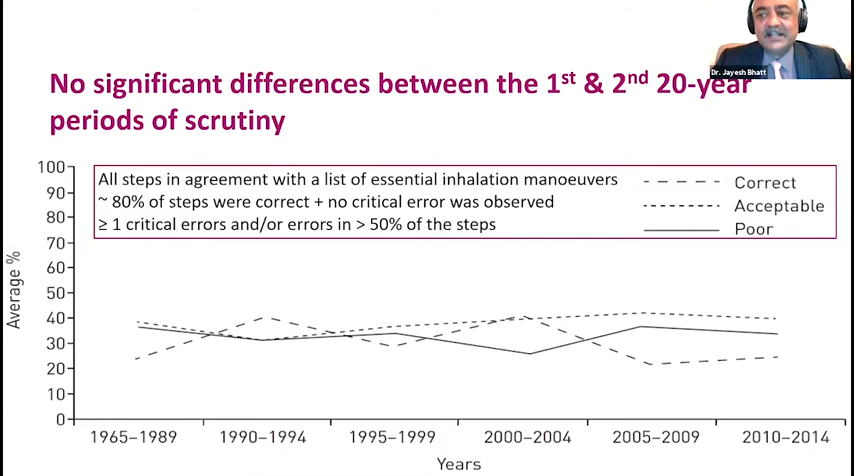 Dr. Jayesh Bhatt
No significant differences between the 1st & 2nd 20-year
periods of scrutiny
All steps in agreement with a list of essential inhalation manoeuvers
~ 80% of steps were correct + no critical error was observed
≥ 1 critical errors and/or errors in > 50% of the steps
Correct
Acceptable
Poor
Average %
100
90
80
70
60
50
40
30
20
10
0
1965–1989 1990–1994 1995–1999 2000–2004 2005–2009 2010–2014
Years